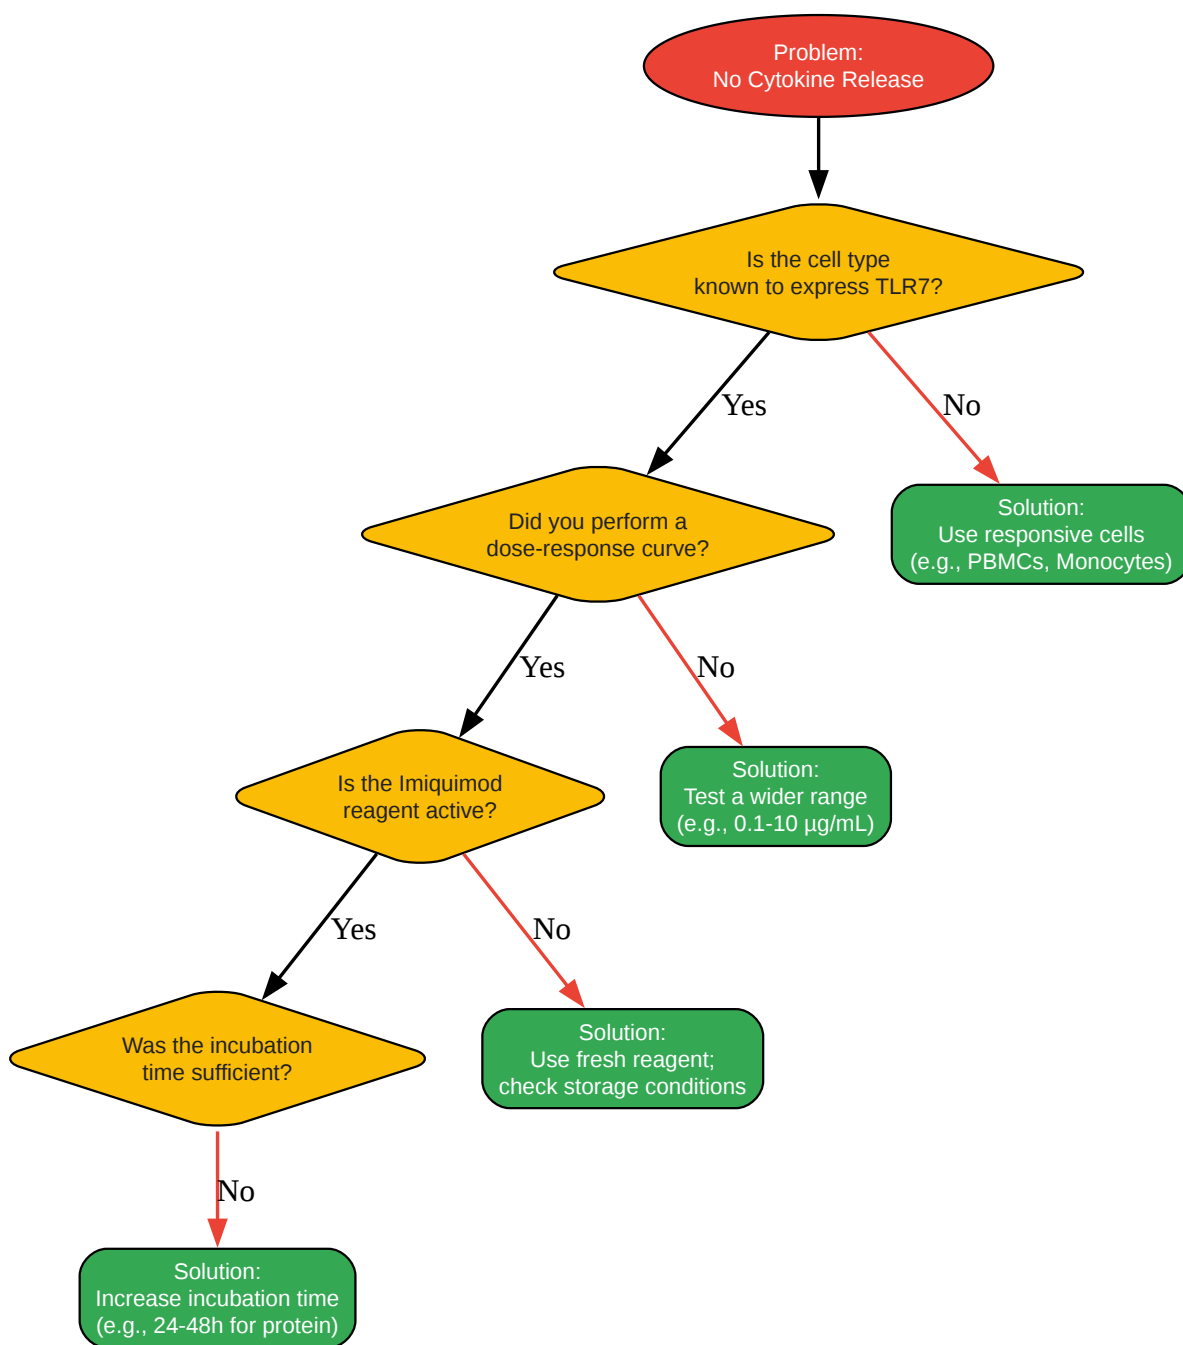 Problem:
No Cytokine Release
Is the cell type
known to express TLR7?
Yes
No
Did you perform a
dose-response curve?
Solution:
Use responsive cells
(e.g., PBMCs, Monocytes)
Yes
No
Is the Imiquimod
reagent active?
Solution:
Test a wider range
(e.g., 0.1-10 µg/mL)
Yes
No
Was the incubation
time sufficient?
Solution:
Use fresh reagent;
check storage conditions
No
Solution:
Increase incubation time
(e.g., 24-48h for protein)